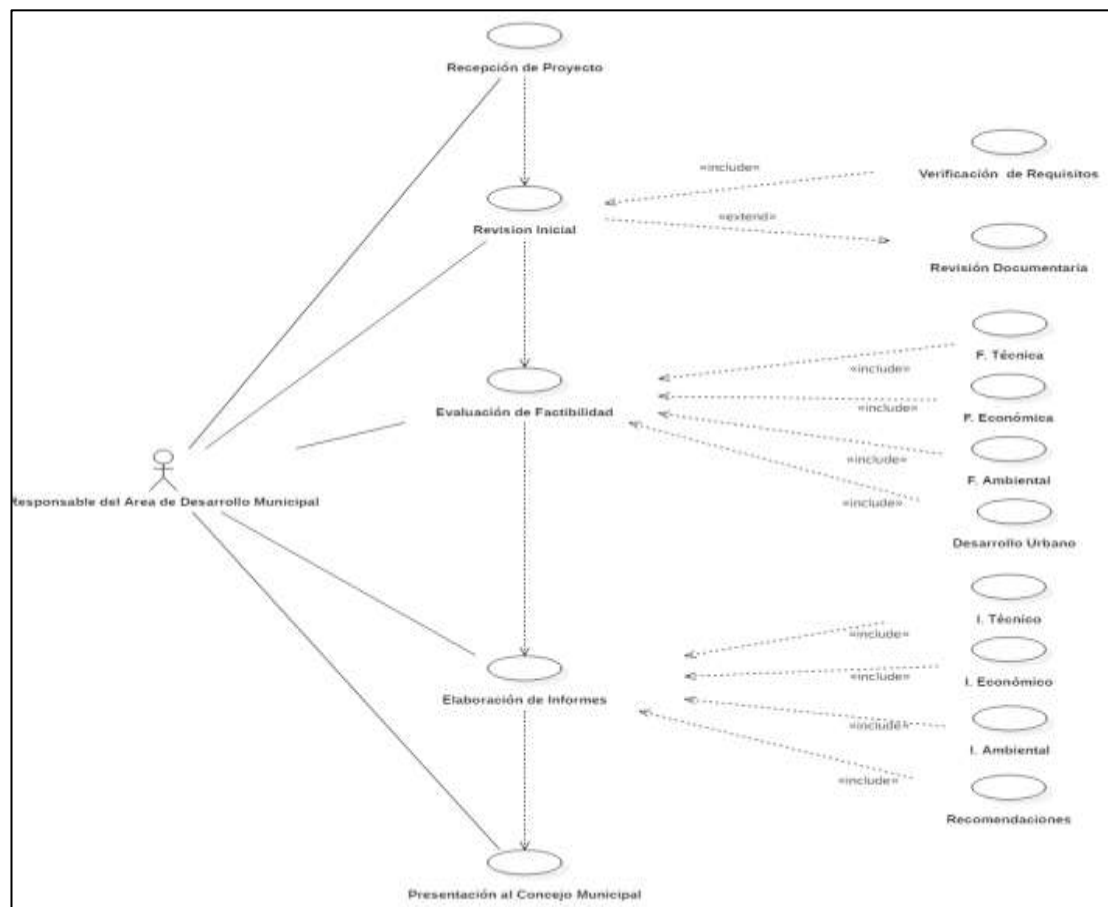 Recepción de Proyecto
«include»
Verificación de Requisitos
Revision Inicial
«extend»
Revisión Documentaria
F. Técnica
«include»
Evaluación de Factibilidad
«include»
F. Económica
«include»
F. Ambiental
Responsable del Area de Desarrollo Municipal
«include»
Desarrollo Urbano
I. Técnico
«include»
Elaboración de Informes
«include»
I. Económico
«include»
I. Ambiental
«include»
Recomendaciones
Presentación al Concejo Municipal